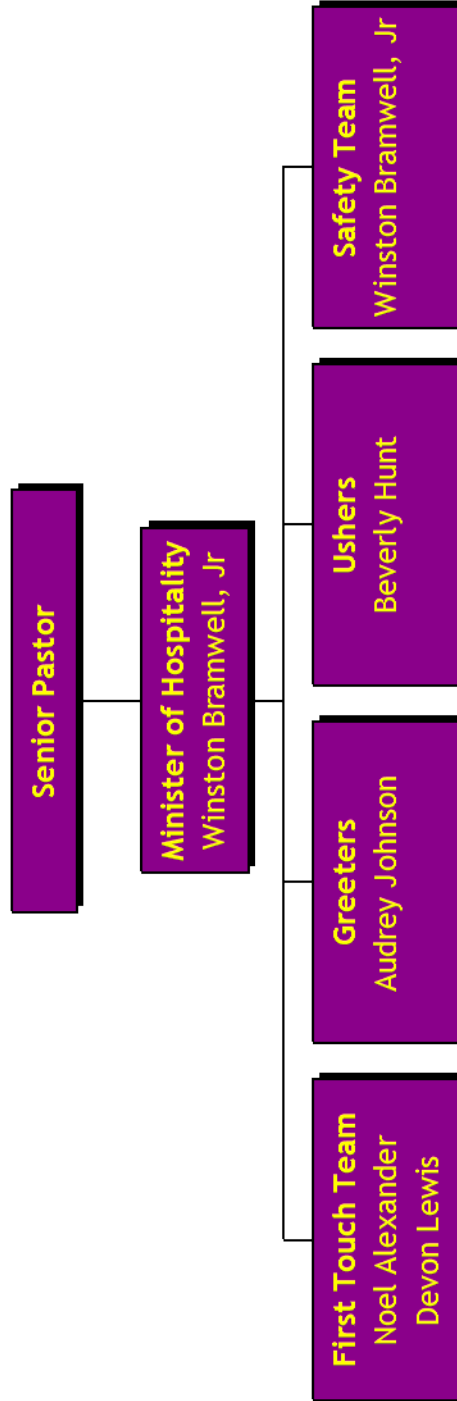 Senior Pastor
Minister of Hospitality
Winston Bramwell, Jr
First Touch Team
Noel Alexander
Devon Lewis
Greeters
Audrey Johnson
Ushers
Beverly Hunt
Safety Team
Winston Bramwell, Jr